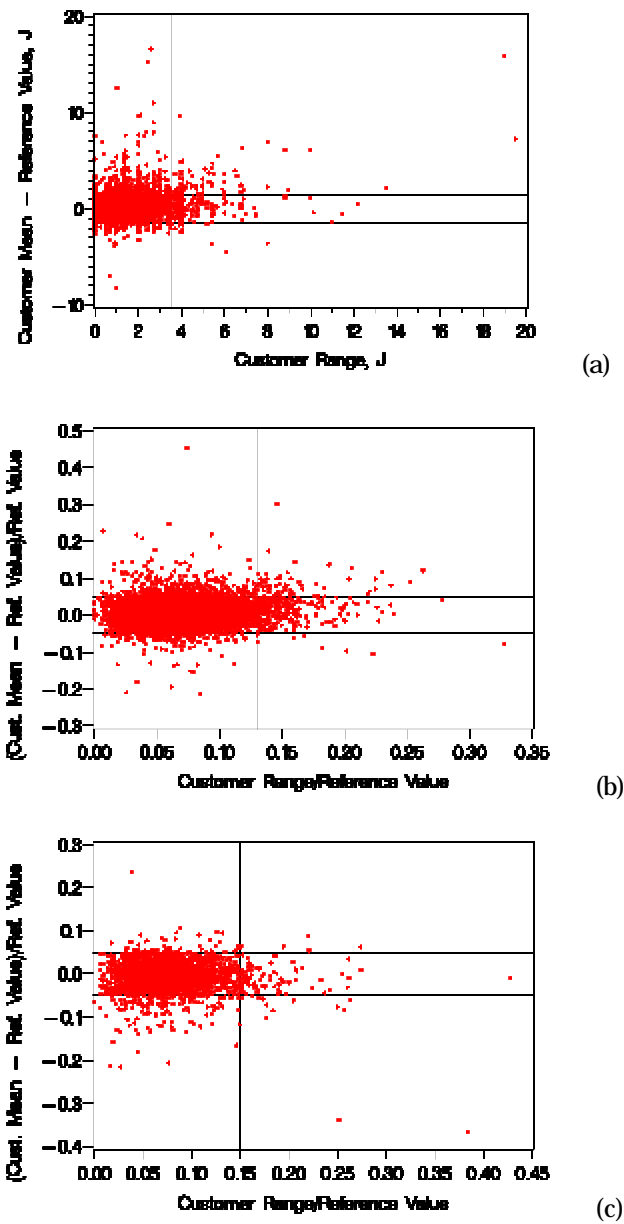 20
10
0
−10
Customer Mean − Reference Value, J
0 2 4 6 8 10 12 14 16 18 20
Customer Range, J
(a)
0.5
0.4
0.3
0.2
0.1
0.0
−0.1
−0.2
−0.3
(Cust. Mean − Ref. Value)/Ref. Value
0.00 0.05 0.10 0.15 0.20 0.25 0.30 0.35
Customer Range/Reference Value
(b)
0.3
0.2
0.1
0.0
−0.1
−0.2
−0.3
−0.4
(Cust. Mean − Ref. Value)/Ref. Value
0.00 0.05 0.10 0.15 0.20 0.25 0.30 0.35 0.40 0.45
Customer Range/Reference Value
(c)